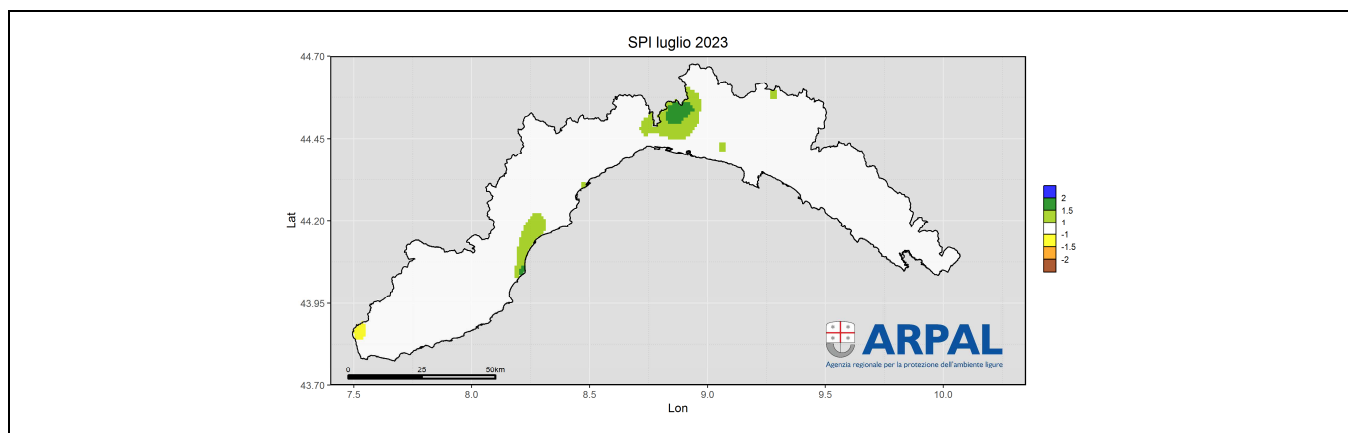 SPI luglio 2023
44.70
44.45
44.20
43.95
43.70
Lat
2
1.5
1
-1
-1.5
-2
ARPAL
Agenzia regionale per la protezione dell'ambiente ligure
0 25 50km
7.5 8.0 8.5 9.0 9.5 10.0
Lon